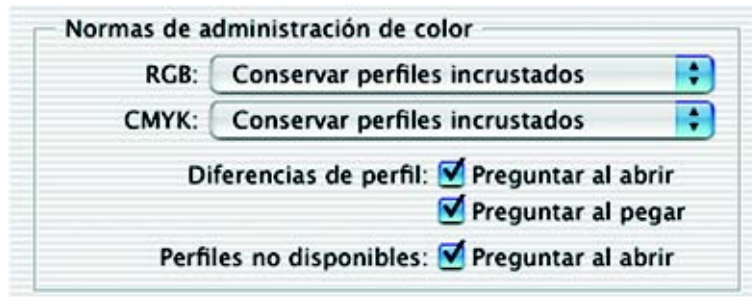 Normas de administración de color
RGB: Conservar perfiles incrustados
CMYK: Conservar perfiles incrustados
Diferencias de perfil: Preguntar al abrir
Preguntar al pegar
Perfiles no disponibles: Preguntar al abrir